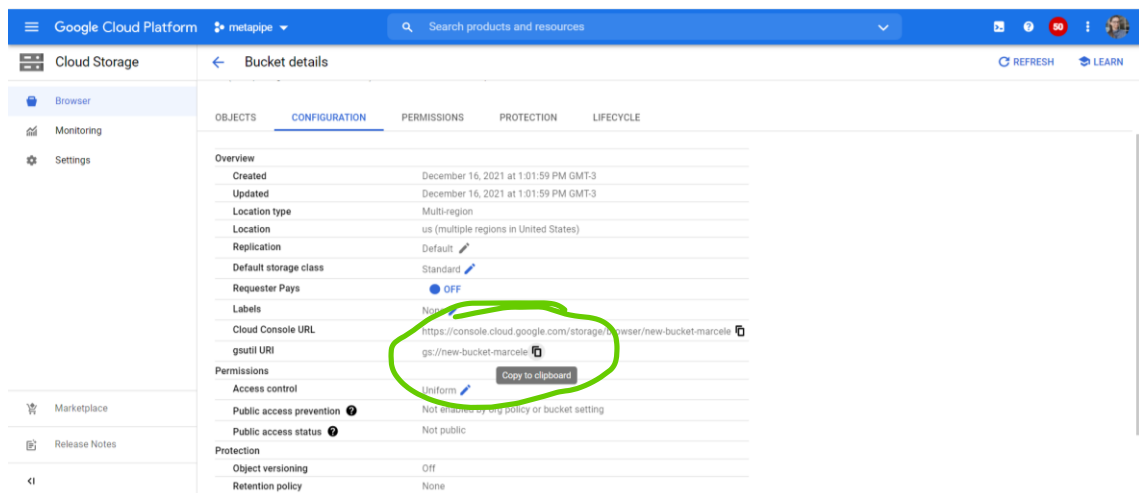 Google Cloud Platform metapipe Search products and resources 50
Cloud Storage Bucket details REFRESH LEARN
Browser
Monitoring
Settings
OBJECTS CONFIGURATION PERMISSIONS PROTECTION LIFECYCLE
Overview
Created December 16, 2021 at 1:01:59 PM GMT-3
Updated December 16, 2021 at 1:01:59 PM GMT-3
Location type Multi-region
Location us (multiple regions in United States)
Replication Default
Default storage class Standard
Requester Pays OFF
Labels None
Cloud Console URL https://console.cloud.google.com/storage/browser/new-bucket-marcele
gsutil URI gs://new-bucket-marcele
Copy to clipboard
Permissions
Access control Uniform
Public access prevention Not enabled by org policy or bucket setting
Public access status Not public
Protection
Object versioning Off
Retention policy None
Marketplace
Release Notes